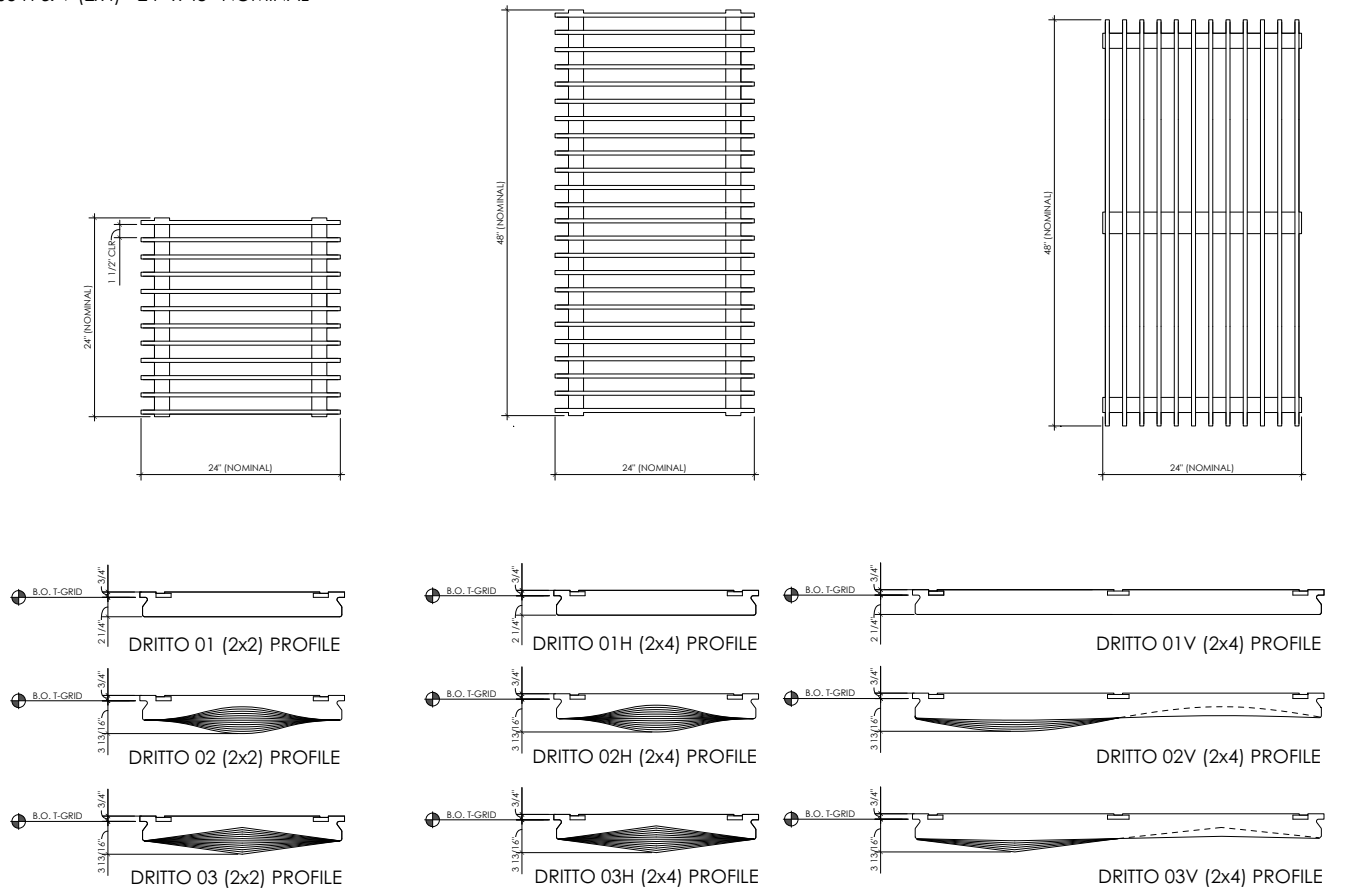 24" (NOMINAL)
1 1/2" CLR
24" (NOMINAL)
48" (NOMINAL)
24" (NOMINAL)
48" (NOMINAL)
24" (NOMINAL)
B.O. T-GRID
3/4"
2 1/4"
DRITTO 01 (2x2) PROFILE
B.O. T-GRID
3/4"
2 1/4"
DRITTO 01H (2x4) PROFILE
B.O. T-GRID
3/4"
2 1/4"
DRITTO 01V (2x4) PROFILE
B.O. T-GRID
3/4"
3 13/16"
DRITTO 02 (2x2) PROFILE
B.O. T-GRID
3/4"
3 13/16"
DRITTO 02H (2x4) PROFILE
B.O. T-GRID
3/4"
3 13/16"
DRITTO 02V (2x4) PROFILE
B.O. T-GRID
3/4"
3 13/16"
DRITTO 03 (2x2) PROFILE
B.O. T-GRID
3/4"
3 13/16"
DRITTO 03H (2x4) PROFILE
B.O. T-GRID
3/4"
3 13/16"
DRITTO 03V (2x4) PROFILE